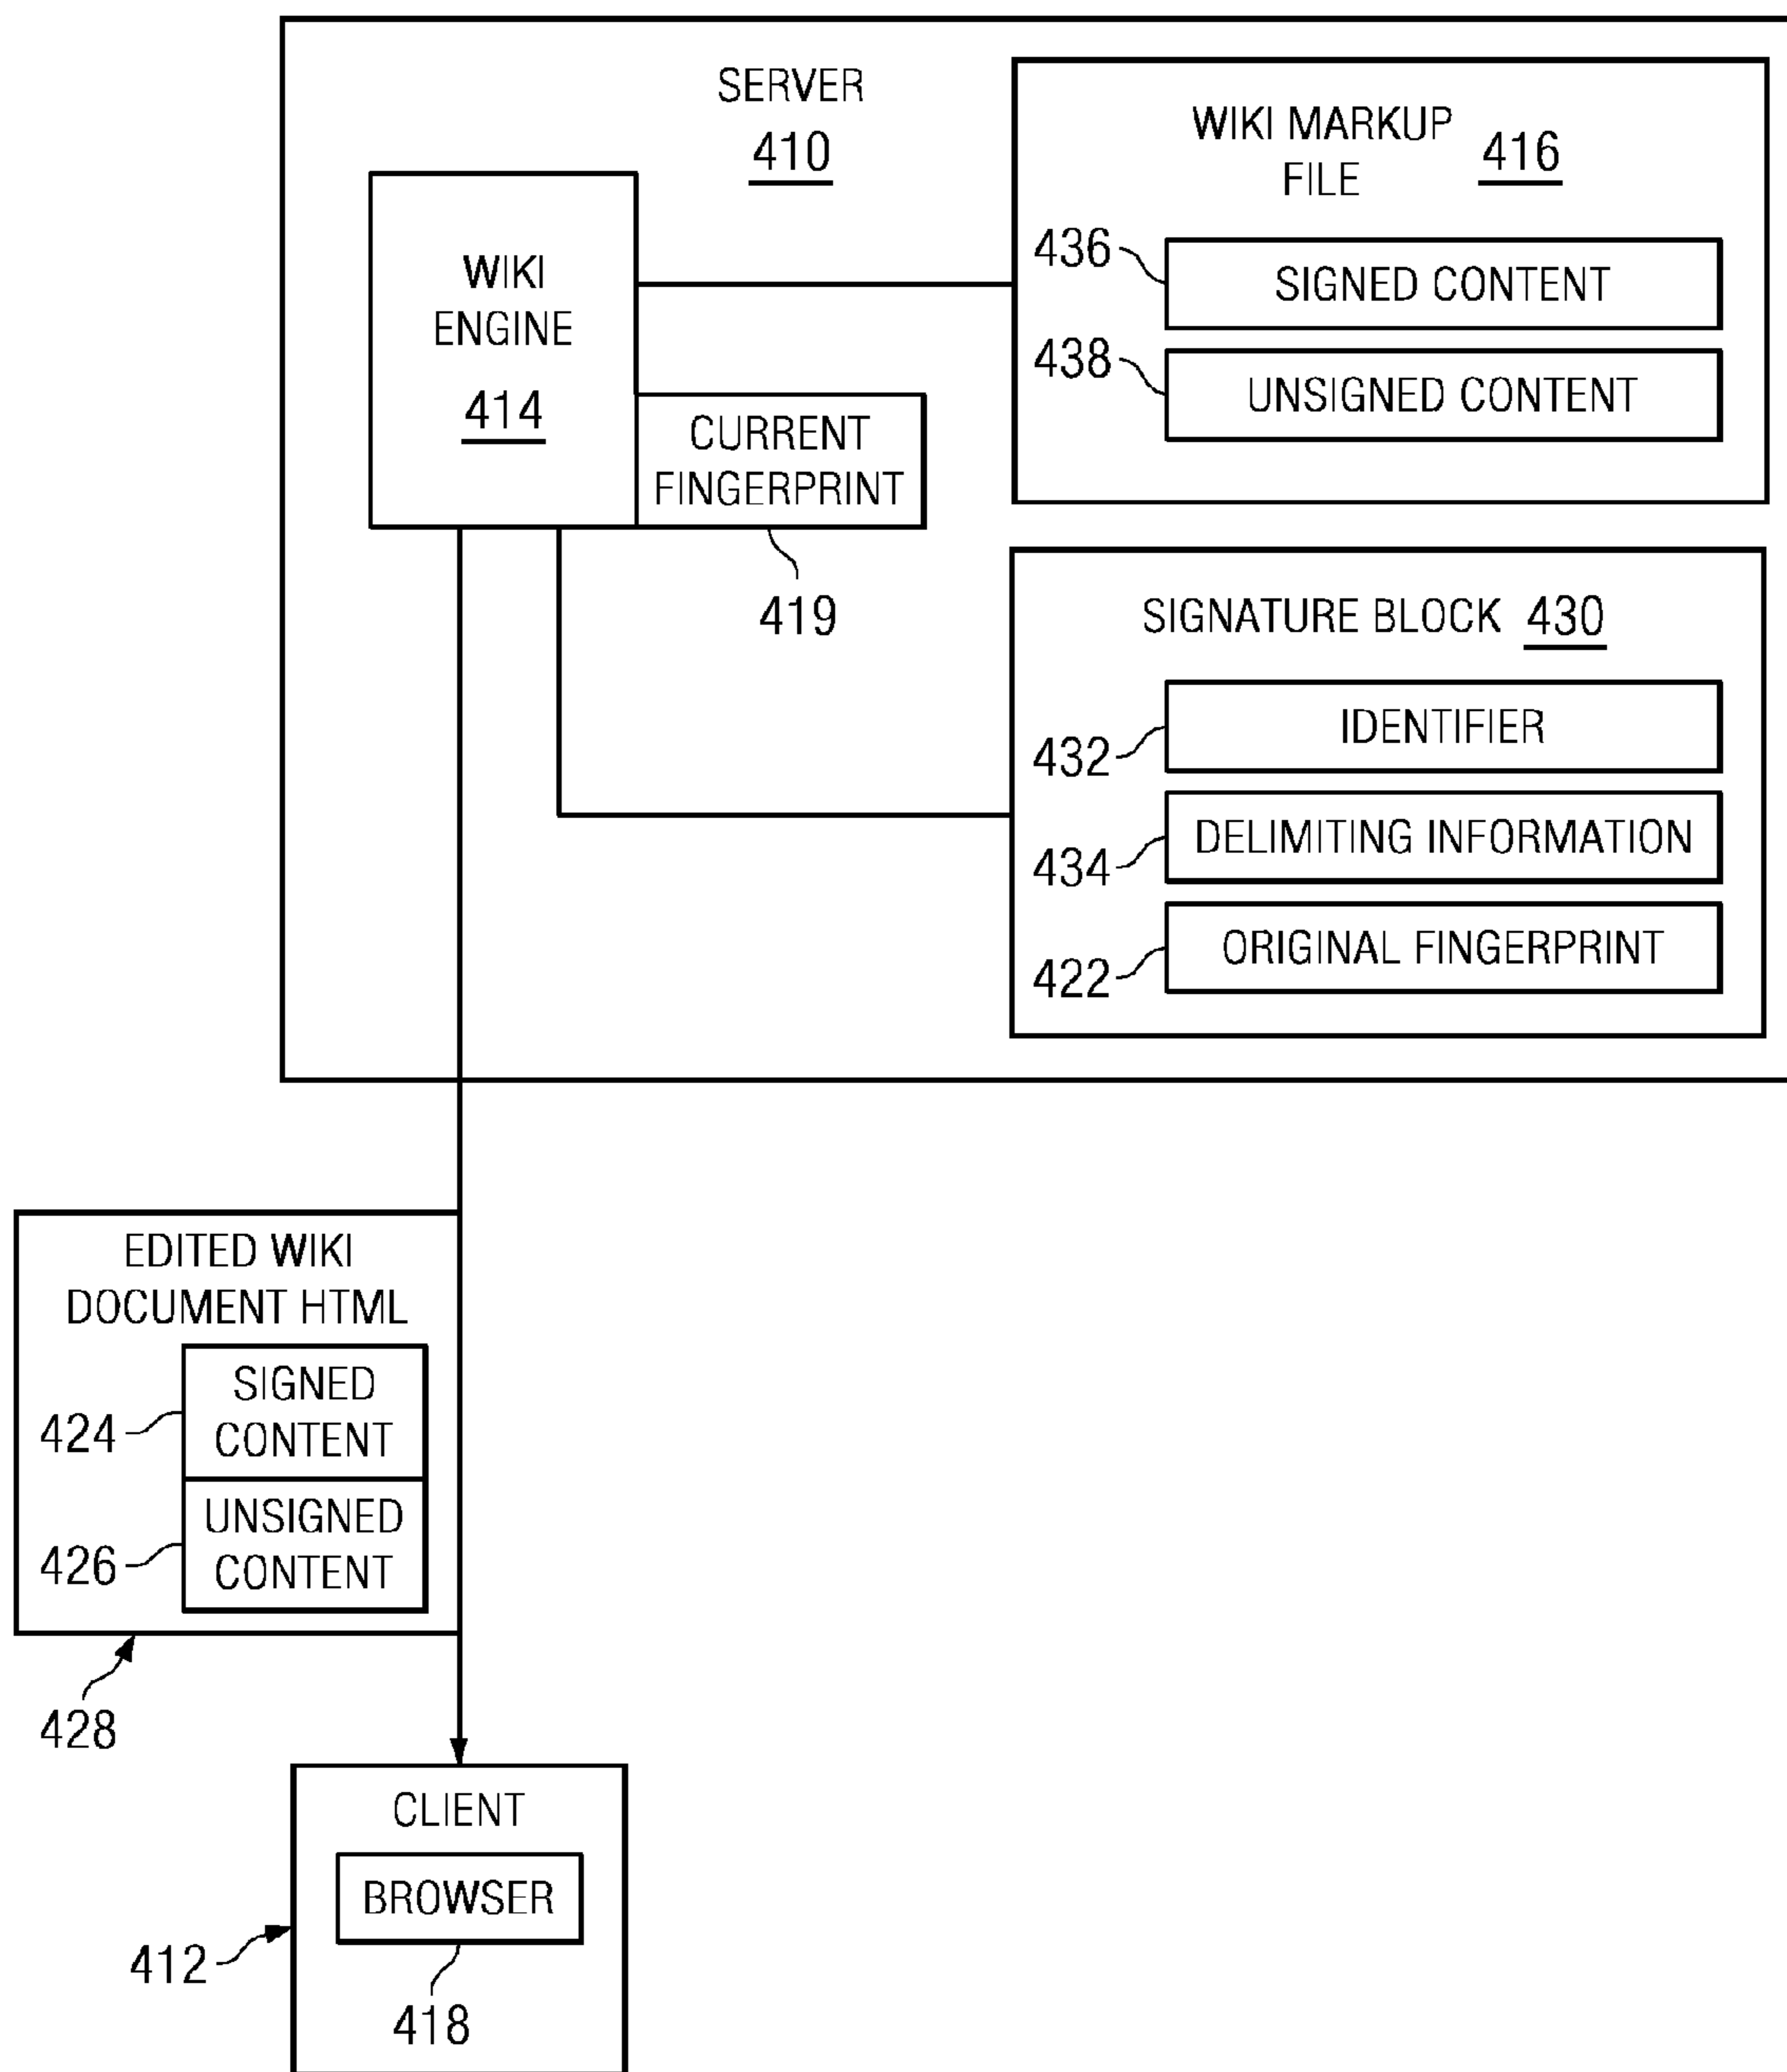 SERVER
410
WIKI MARKUP
FILE
416
436
SIGNED CONTENT
438
UNSIGNED CONTENT
WIKI
ENGINE
414
CURRENT
FINGERPRINT
419
SIGNATURE BLOCK 430
432
IDENTIFIER
434
DELIMITING INFORMATION
422
ORIGINAL FINGERPRINT
EDITED WIKI
DOCUMENT HTML
424
SIGNED
CONTENT
426
UNSIGNED
CONTENT
428
CLIENT
BROWSER
412
418